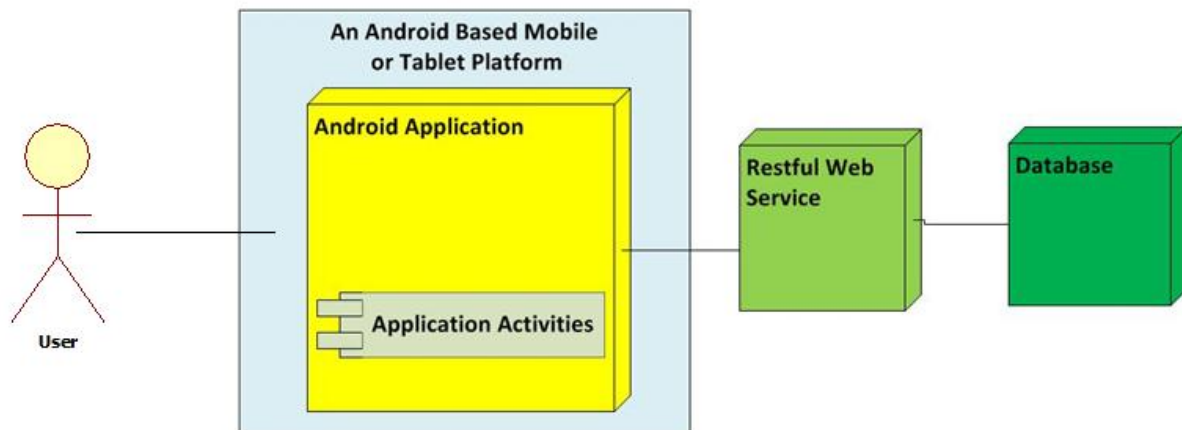 An Android Based Mobile
or Tablet Platform
Android Application
Application Activities
User
Restful Web
Service
Database